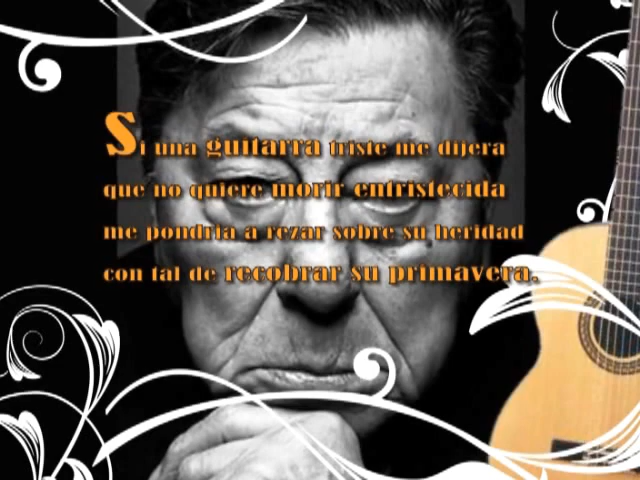 Si una guitarra triste me dijera
que no quiere morir entristecida
me pondria a rezar sobre su heridad
con tal de recobrar su primavera.